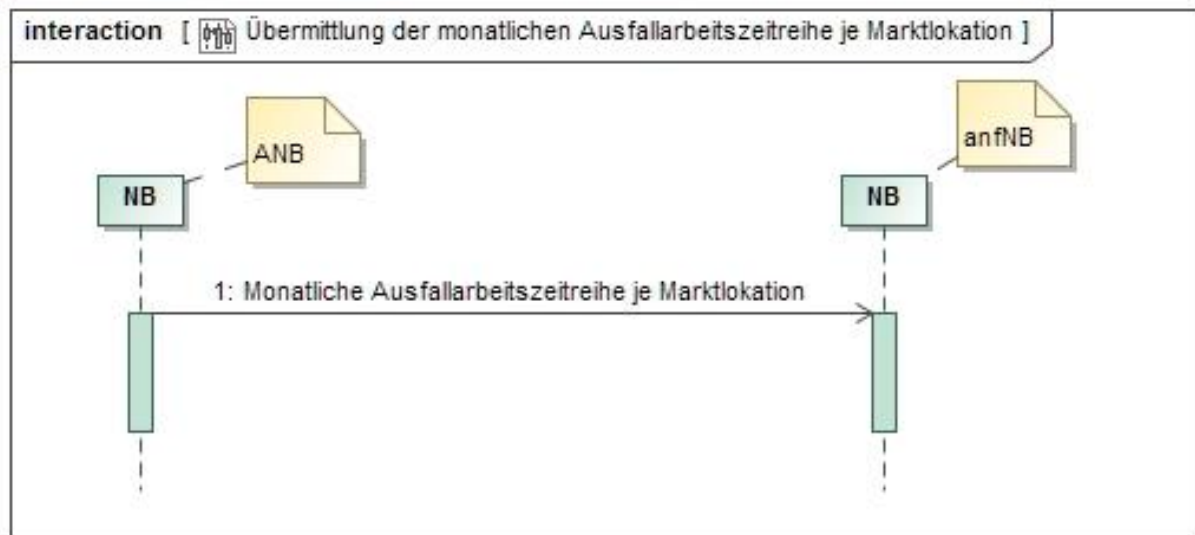 interaction [ Übermittlung der monatlichen Ausfallarbeitszeitreihe je Marktlokation ]
ANB
anfNB
NB
NB
1: Monatliche Ausfallarbeitszeitreihe je Marktlokation